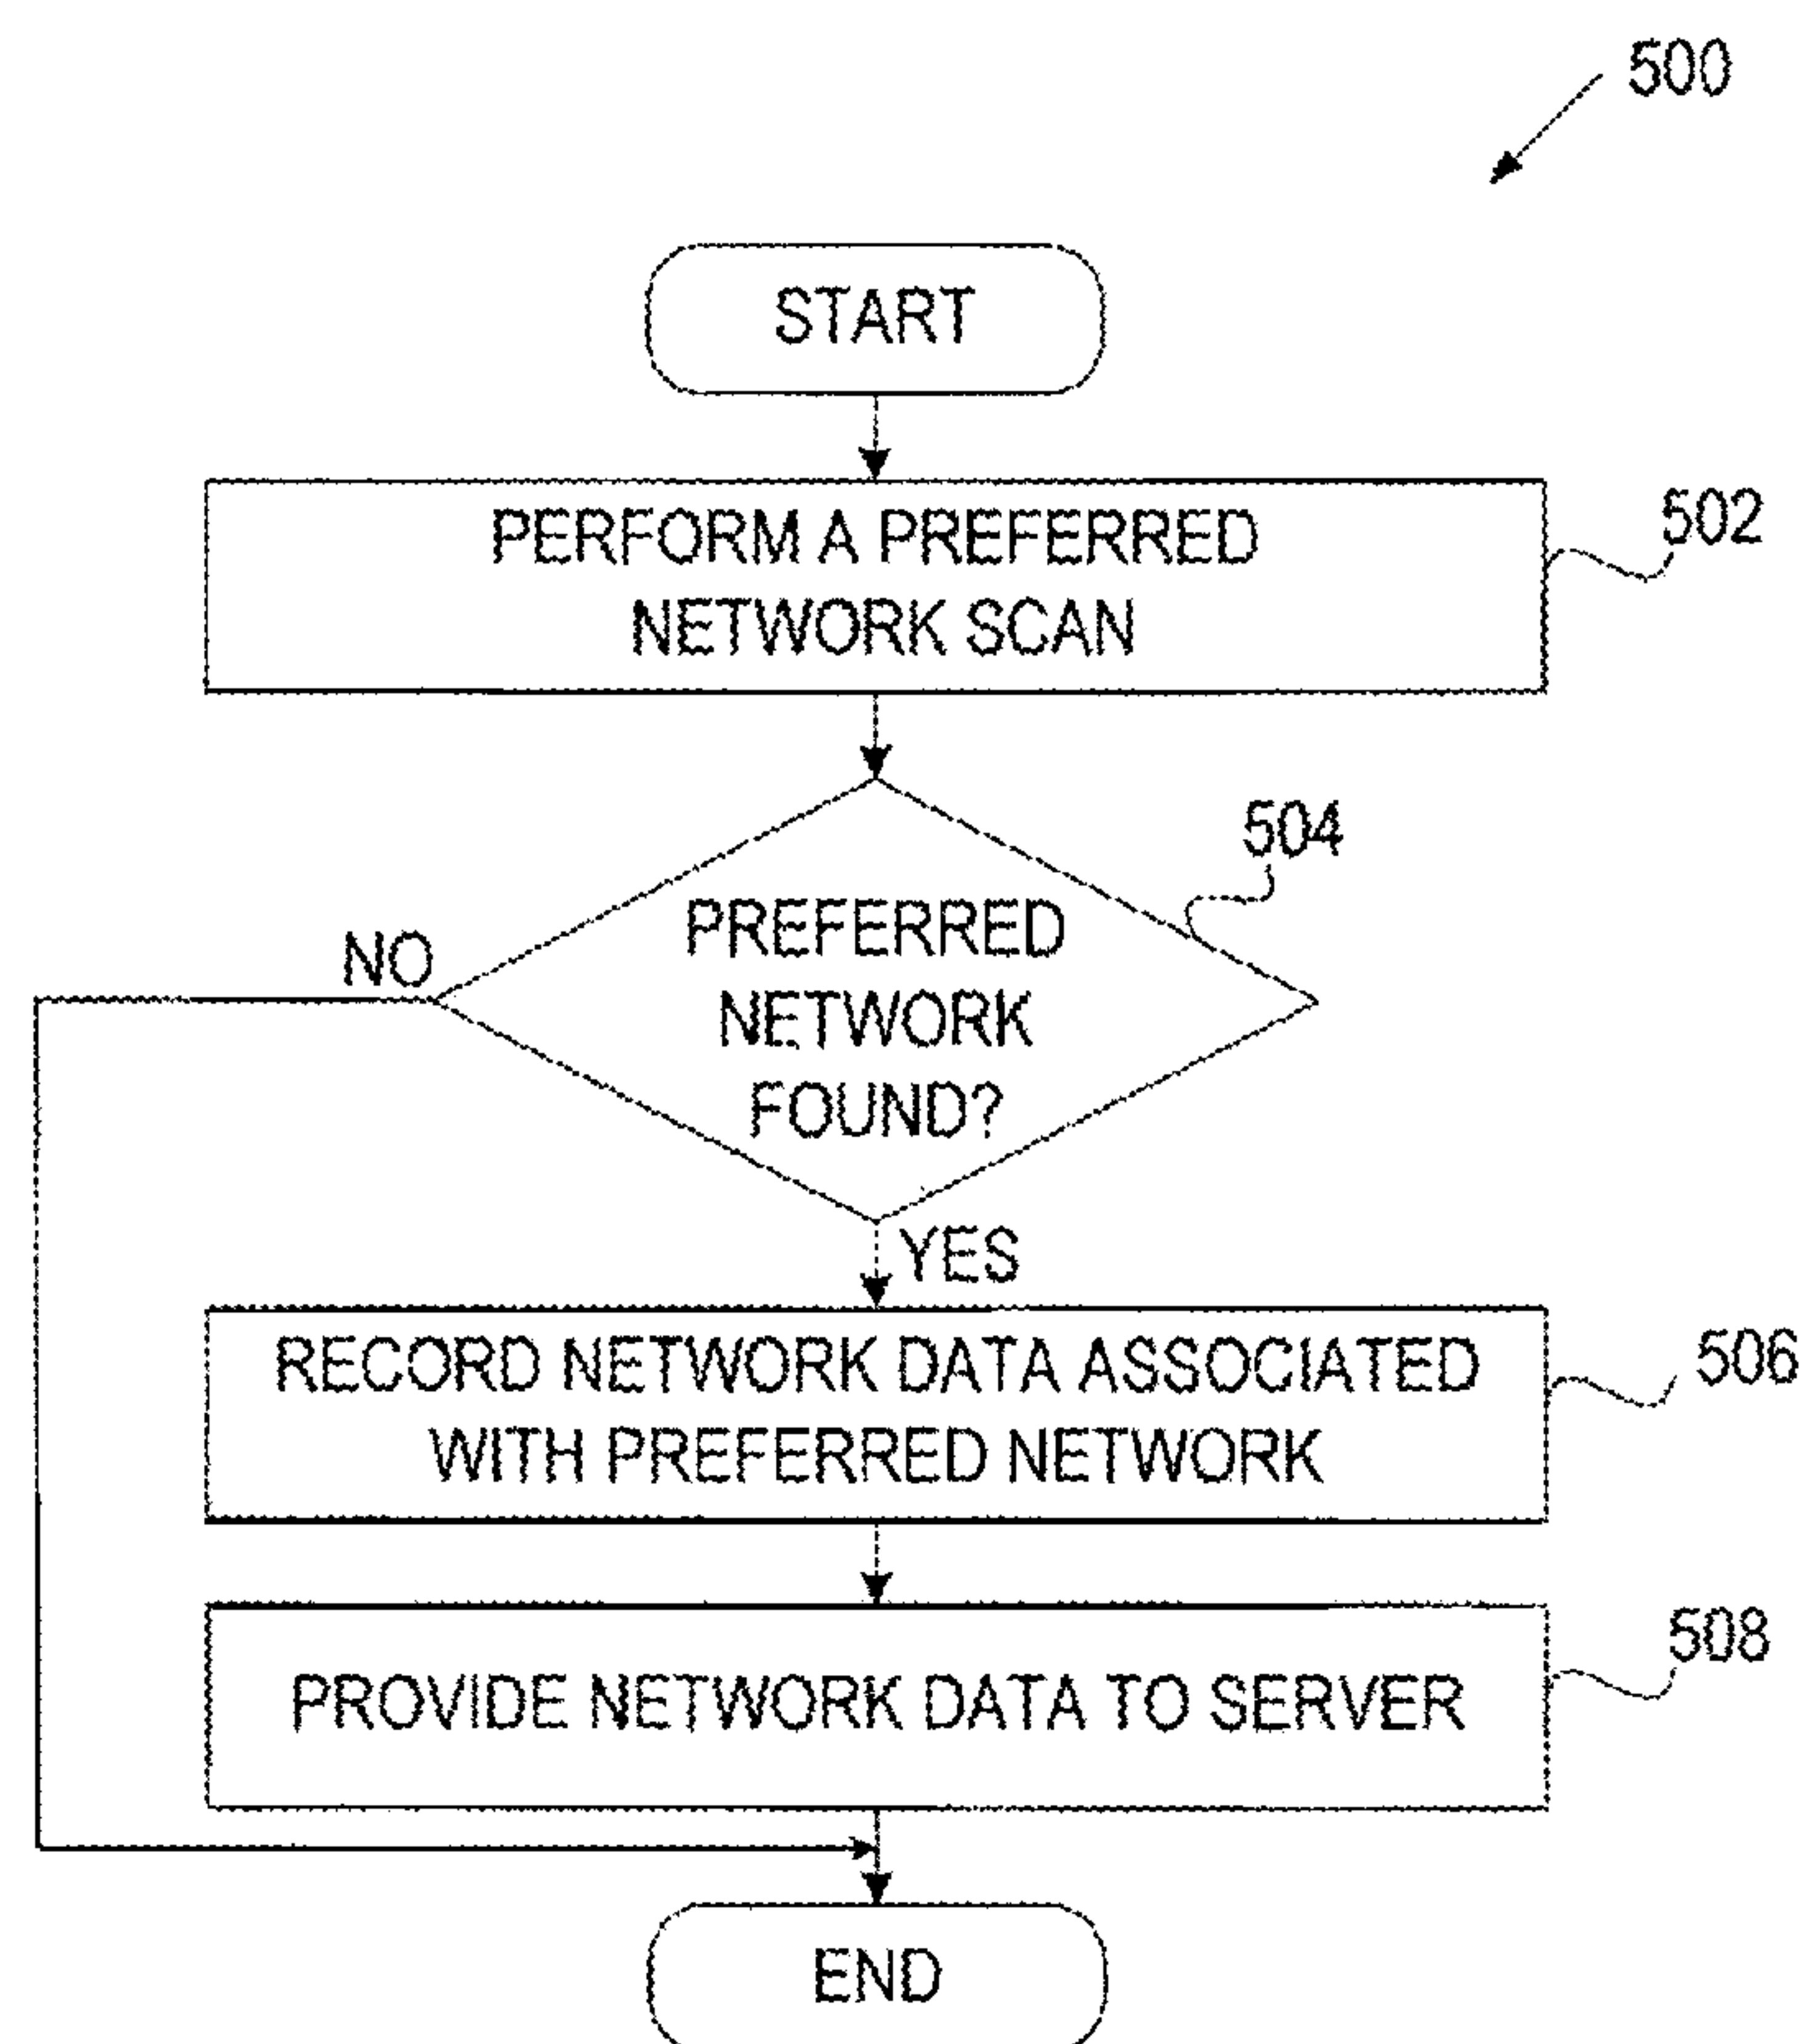 500
START
PERFORM A PREFERRED
NETWORK SCAN
502
504
PREFERRED
NETWORK
FOUND?
NO
YES
RECORD NETWORK DATA ASSOCIATED
WITH PREFERRED NETWORK
506
PROVIDE NETWORK DATA TO SERVER
508
END